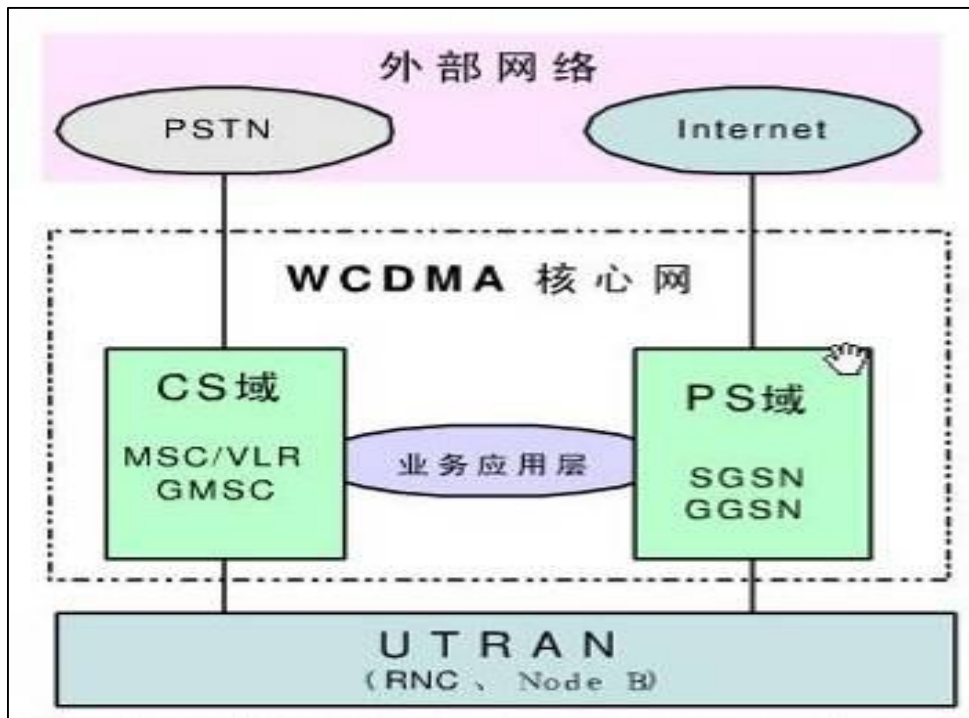 外部网络
PSTN
Internet
WCDMA 核心网
CS域
MSC/VLR
GMSC
业务应用层
PS域
SGSN
GGSN
UTRAN
(RNC、Node B)